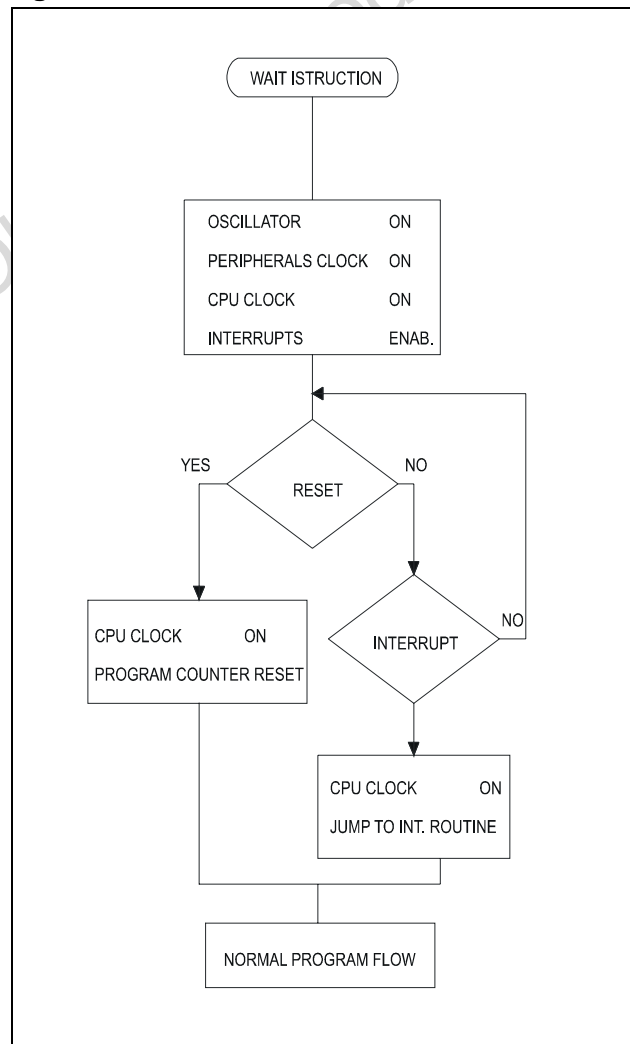 WAIT ISTRUCTION
OSCILLATOR ON
PERIPHERALS CLOCK ON
CPU CLOCK ON
INTERRUPTS ENAB.
YES
NO
RESET
CPU CLOCK ON
PROGRAM COUNTER RESET
INTERRUPT
NO
CPU CLOCK ON
JUMP TO INT. ROUTINE
NORMAL PROGRAM FLOW